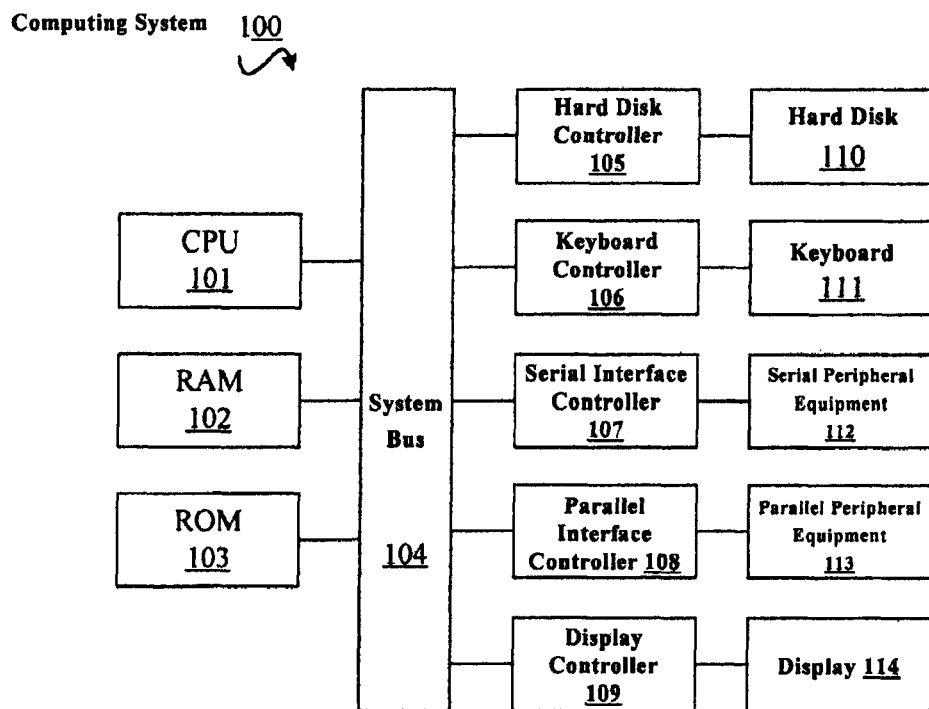 Computing System 100
Hard Disk
Controller
105
Hard Disk
110
CPU
101
Keyboard
Controller
106
Keyboard
111
RAM
102
System
Bus
104
Serial Interface
Controller
107
Serial Peripheral
Equipment
112
ROM
103
Parallel
Interface
Controller 108
Parallel Peripheral
Equipment
113
Display
Controller
109
Display 114